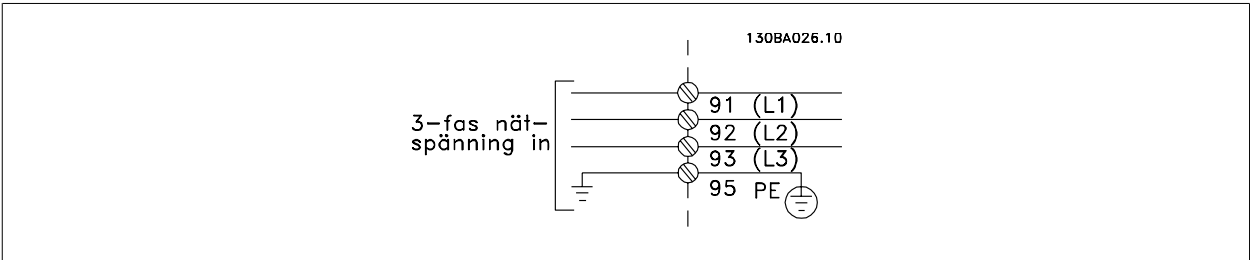 130BA026.10
3-fas nät-
spänning in
91 (L1)
92 (L2)
93 (L3)
95 PE